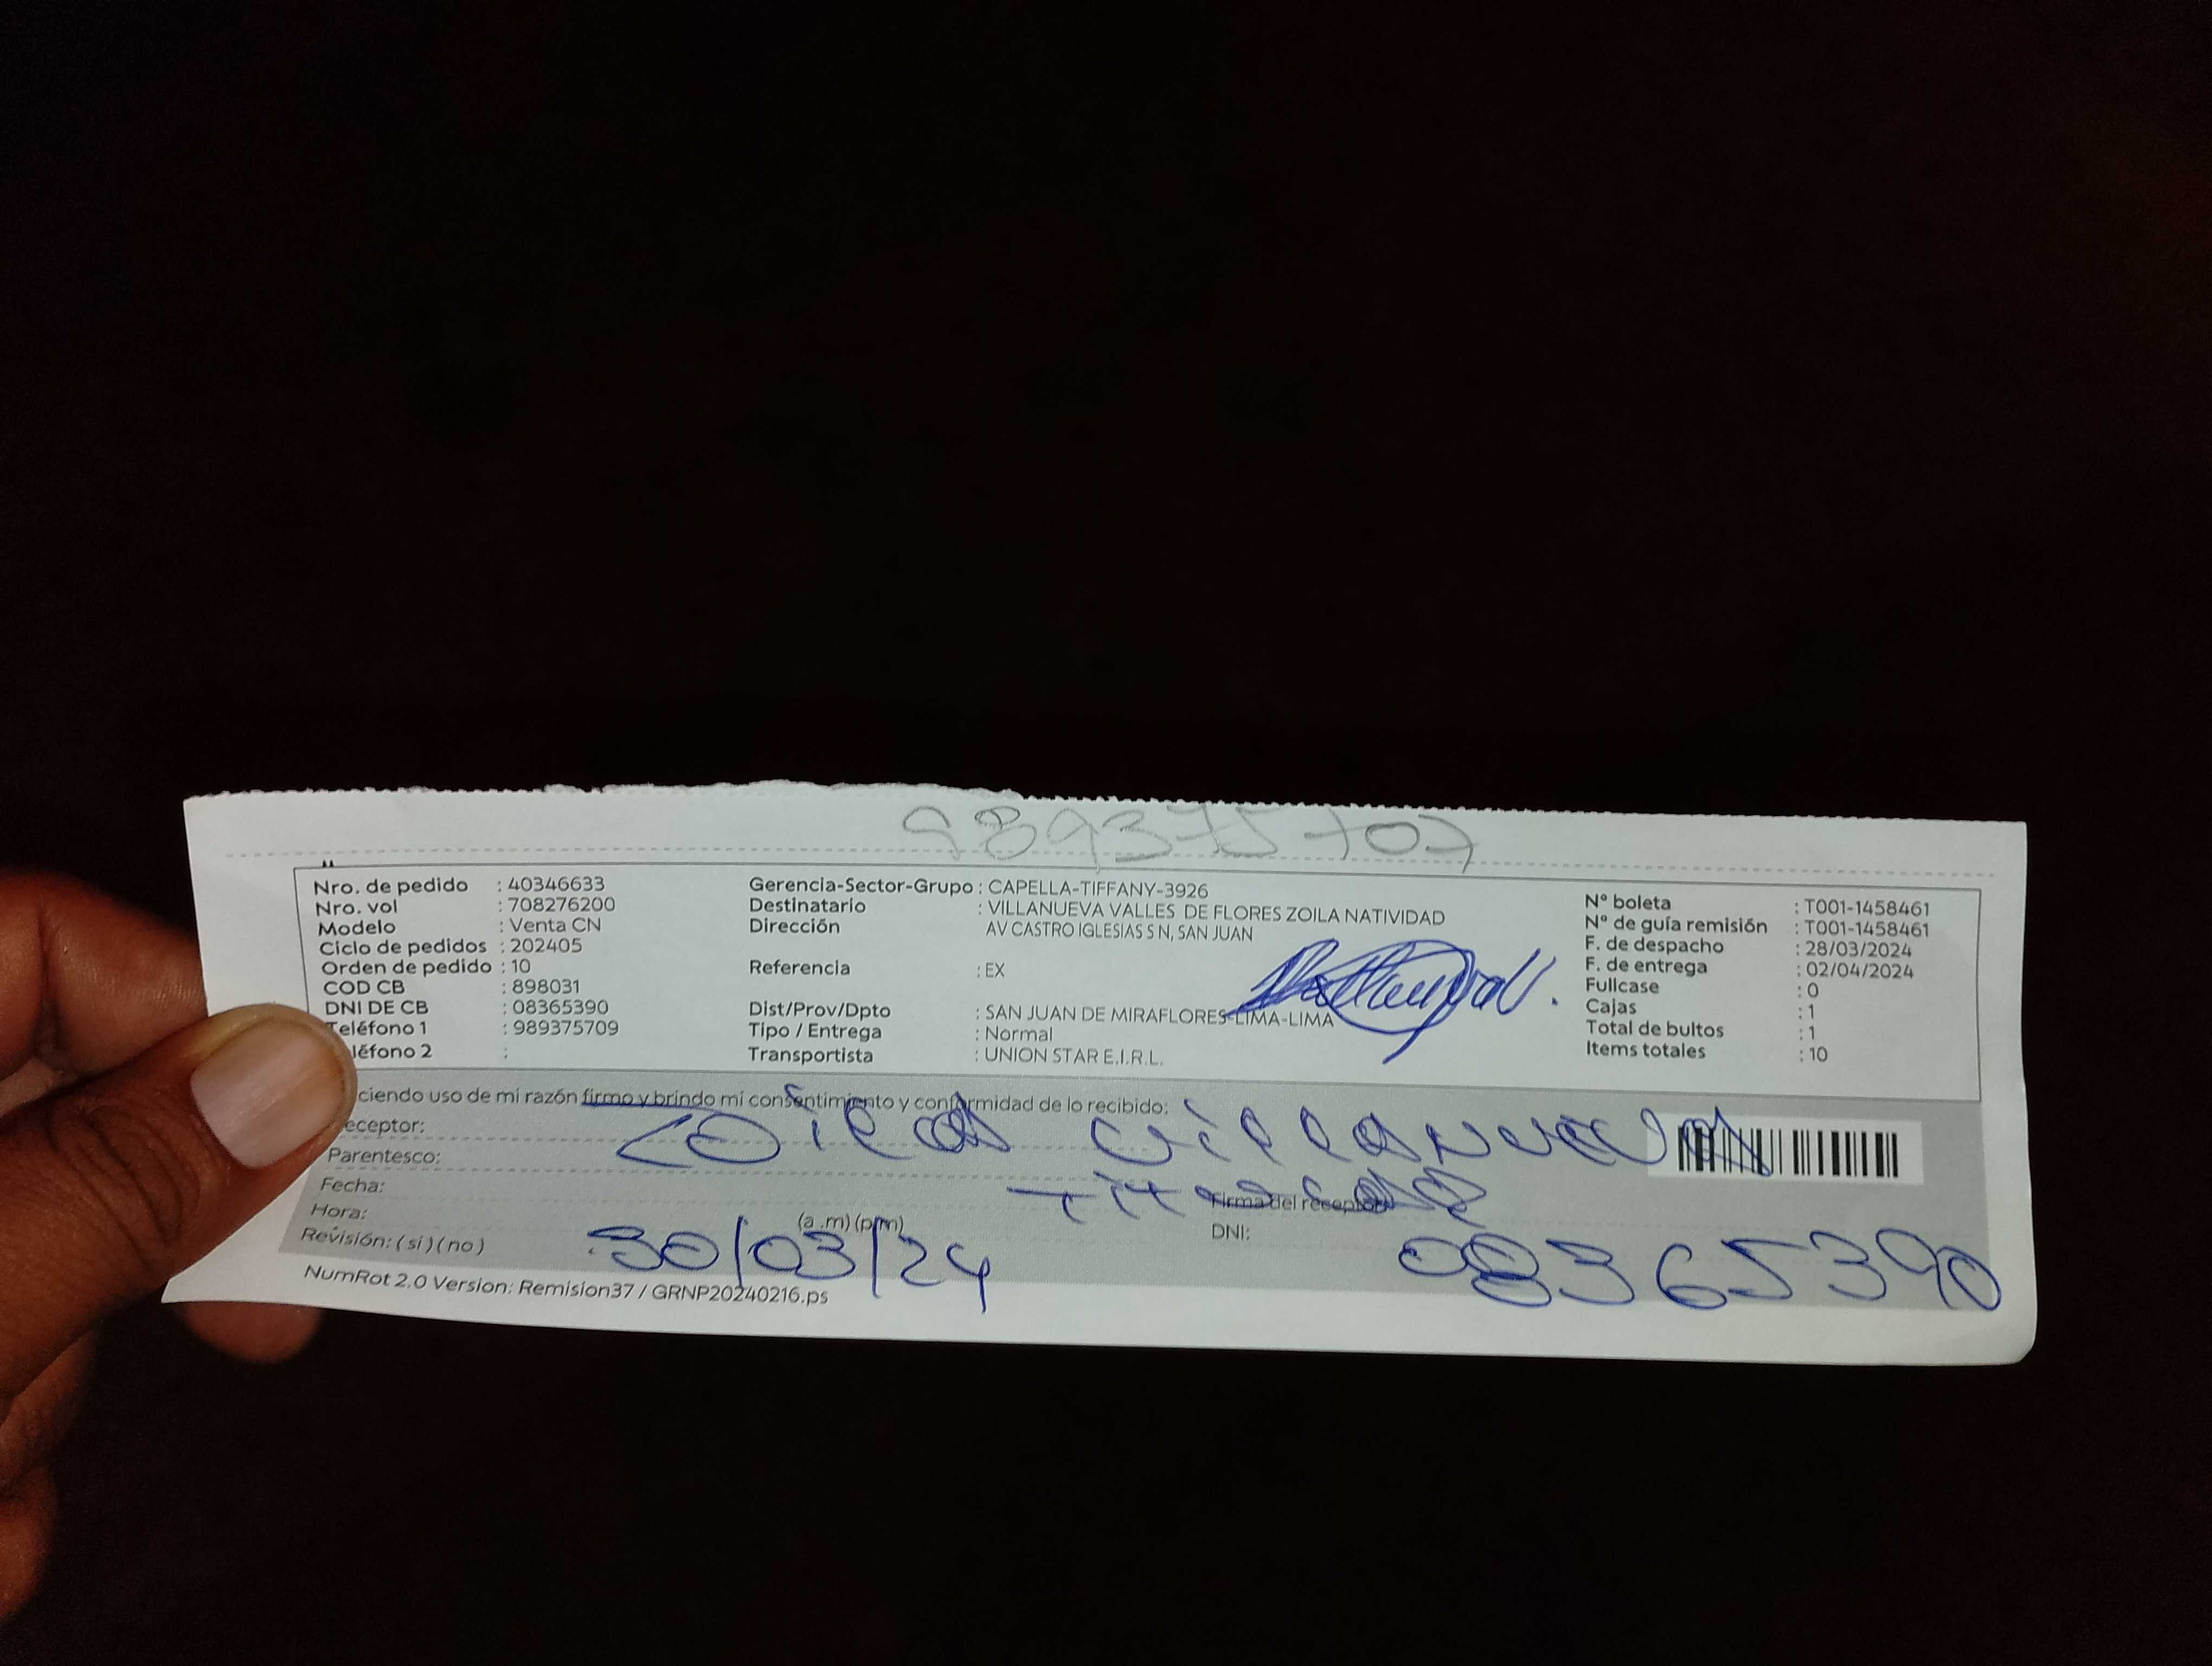 989375707
Nro. de pedido : 40346633
Nro. vol : 708276200
Modelo : Venta CN
Ciclo de pedidos : 202405
Orden de pedido : 10
COD CB : 898031
DNI DE CB : 08365390
Teléfono 1 : 989375709
léfono 2 :
Gerencia-Sector-Grupo : CAPELLA-TIFFANY-3926
Destinatario : VILLANUEVA VALLES DE FLORES ZOILA NATIVIDAD
Dirección AV CASTRO IGLESIAS S N, SAN JUAN
Referencia : EX
Dist/Prov/Dpto : SAN JUAN DE MIRAFLORES-LIMA-LIMA
Tipo / Entrega : Normal
Transportista : UNION STAR E.I.R.L.
N° boleta : T001-1458461
N° de guía remisión : T001-1458461
F. de despacho : 28/03/2024
F. de entrega : 02/04/2024
Fullcase : 0
Cajas : 1
Total de bultos : 1
Items totales : 10
ciendo uso de mi razón firmo y brindo mi consentimiento y conformidad de lo recibido:
eceptor: Zoila Villanueva
Parentesco: titular
Fecha:
Firma del receptor
Hora: (a .m) (p.m)
DNI: 08365390
Revisión: ( si ) ( no ) 30/03/24
NumRot 2.0 Version: Remision37 / GRNP20240216.ps